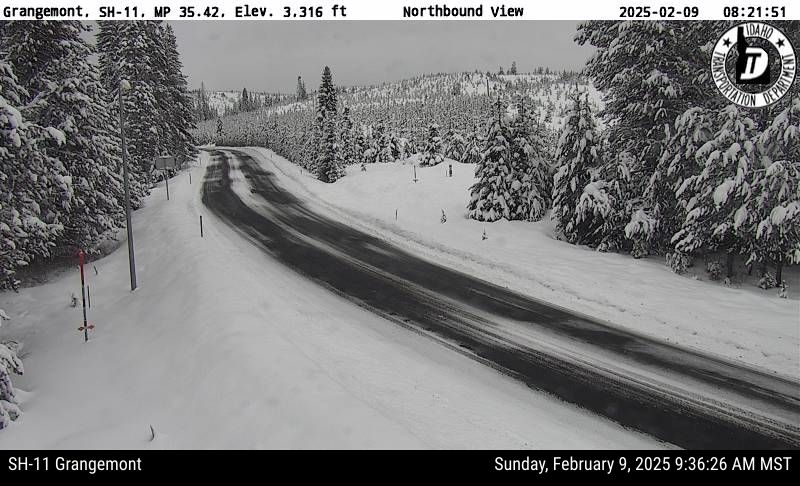 Grangemont, SH-11, MP 35.42, Elev. 3,316 ft Northbound View 2025-02-09 08:21:51
IDAHO
TRANSPORTATION DEPARTMENT
SH-11 Grangemont Sunday, February 9, 2025 9:36:26 AM MST